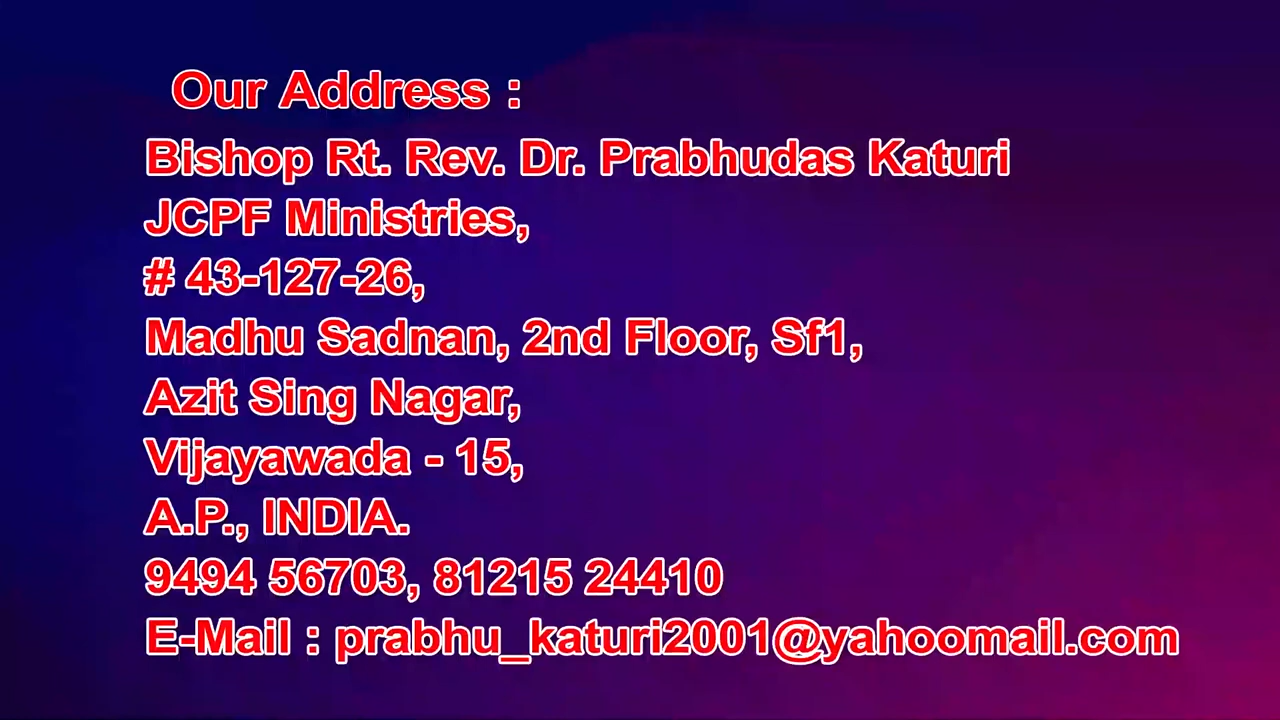 Our Address :
Bishop Rt. Rev. Dr. Prabhudas Katuri
JCPF Ministries,
# 43-127-26,
Madhu Sadnan, 2nd Floor, Sf1,
Azit Sing Nagar,
Vijayawada - 15,
A.P., INDIA.
9494 56703, 81215 24410
E-Mail : prabhu_katuri2001@yahoomail.com